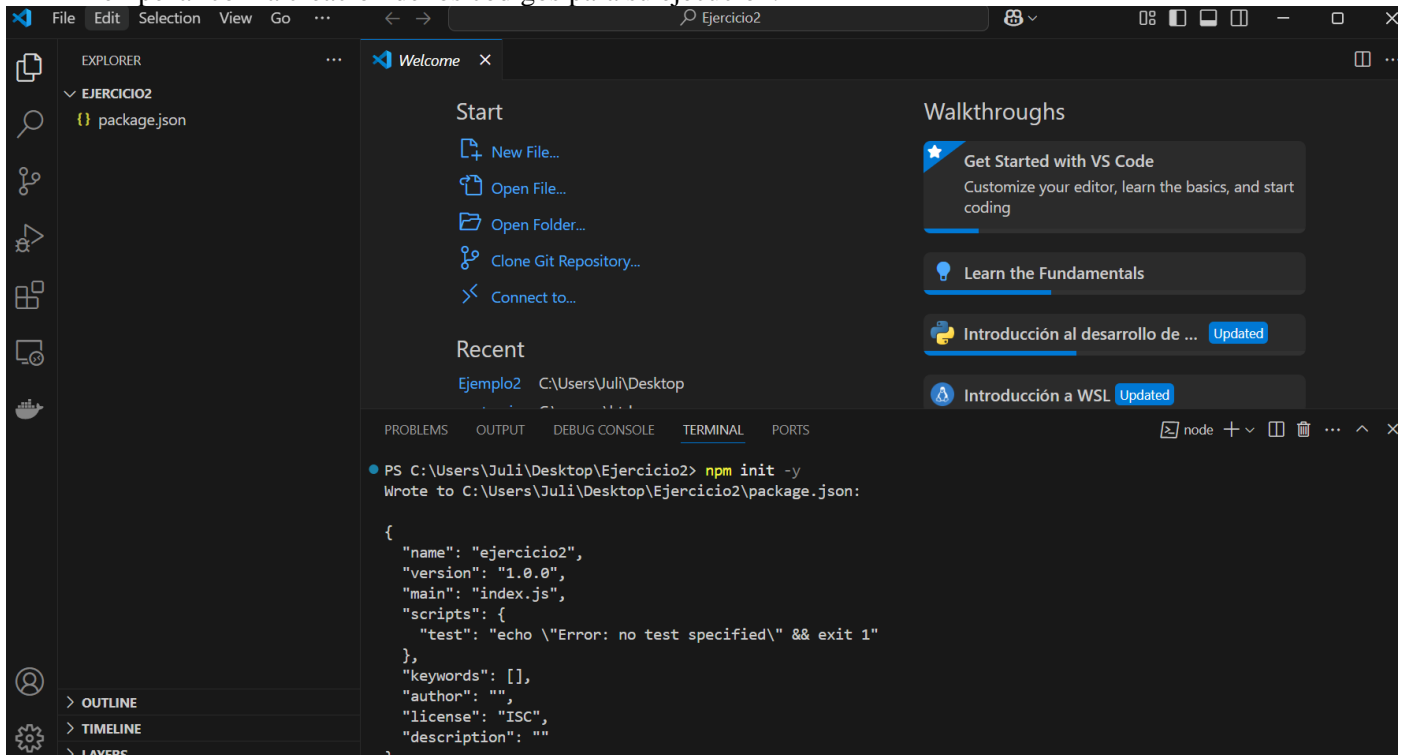 File Edit Selection View Go ··· Ejercicio2
EXPLORER ···
EJERCICIO2
{} package.json
OUTLINE
TIMELINE
LAYERS
Welcome
Start
New File...
Open File...
Open Folder...
Clone Git Repository...
Connect to...
Recent
Ejemplo2 C:\Users\Juli\Desktop
Walkthroughs
Get Started with VS Code
Customize your editor, learn the basics, and start
coding
Learn the Fundamentals
Introducción al desarrollo de ... Updated
Introducción a WSL Updated
PROBLEMS OUTPUT DEBUG CONSOLE TERMINAL PORTS node
PS C:\Users\Juli\Desktop\Ejercicio2> npm init -y
Wrote to C:\Users\Juli\Desktop\Ejercicio2\package.json:
{
"name": "ejercicio2",
"version": "1.0.0",
"main": "index.js",
"scripts": {
"test": "echo \"Error: no test specified\" && exit 1"
},
"keywords": [],
"author": "",
"license": "ISC",
"description": ""